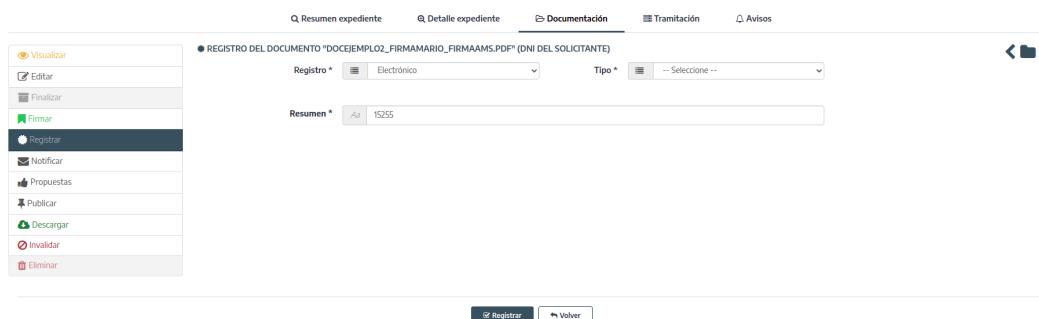 Resumen expediente Detalle expediente Documentación Tramitación Avisos
REGISTRO DEL DOCUMENTO "DOCEJEMPLO2_FIRMAMARIO_FIRMAAMS.PDF" (DNI DEL SOLICITANTE)
Registro * Electrónico Tipo * -- Seleccione --
Resumen * Aa 15255
Visualizar
Editar
Finalizar
Firmar
Registrar
Notificar
Propuestas
Publicar
Descargar
Invalidar
Eliminar
Registrar Volver